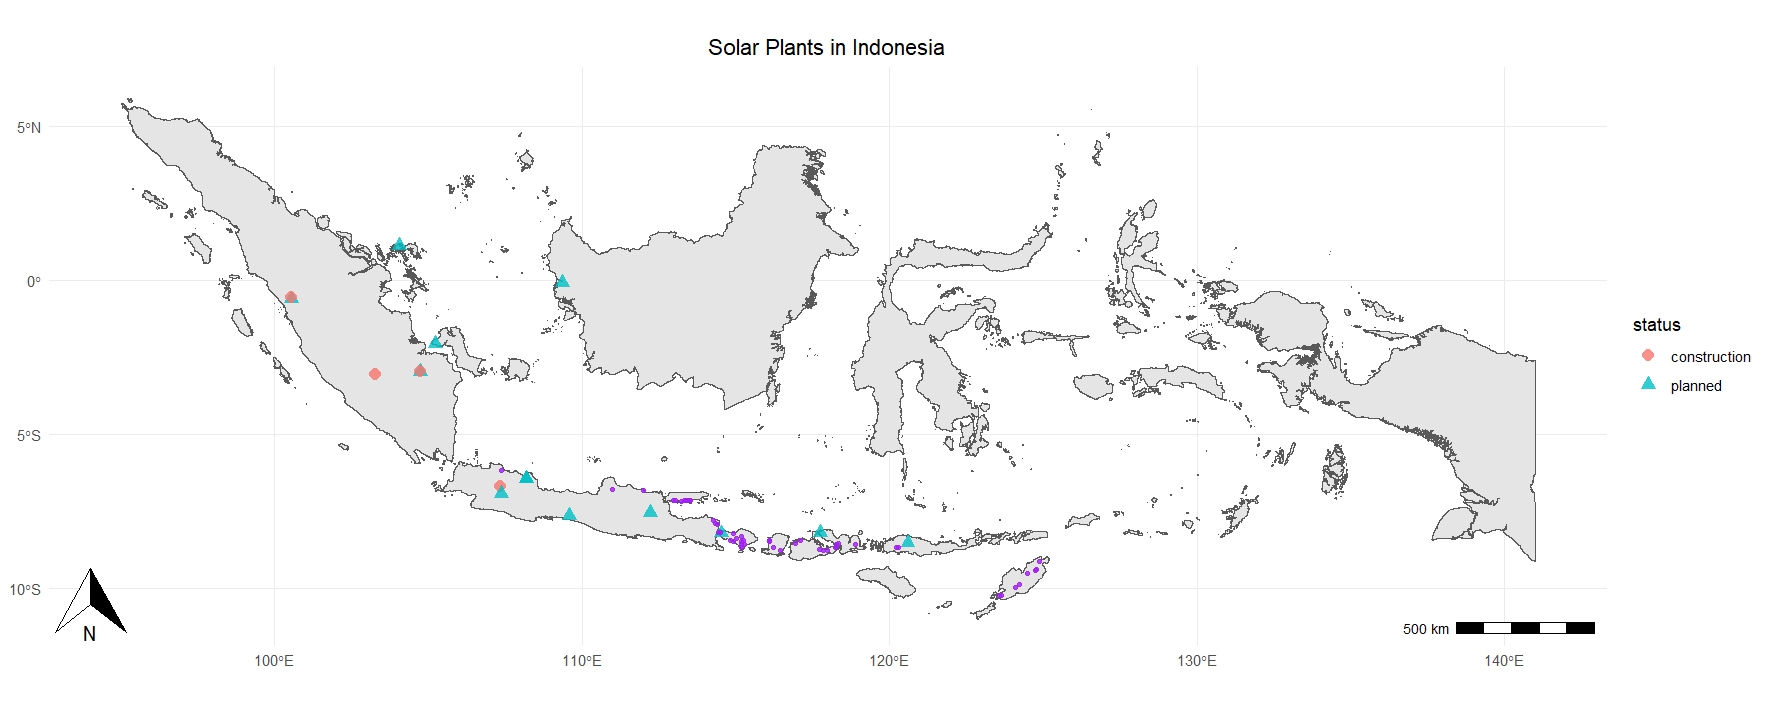 Solar Plants in Indonesia
5°N
0°
5°S
10°S
100°E
110°E
120°E
130°E
140°E
N
500 km
status
construction
planned